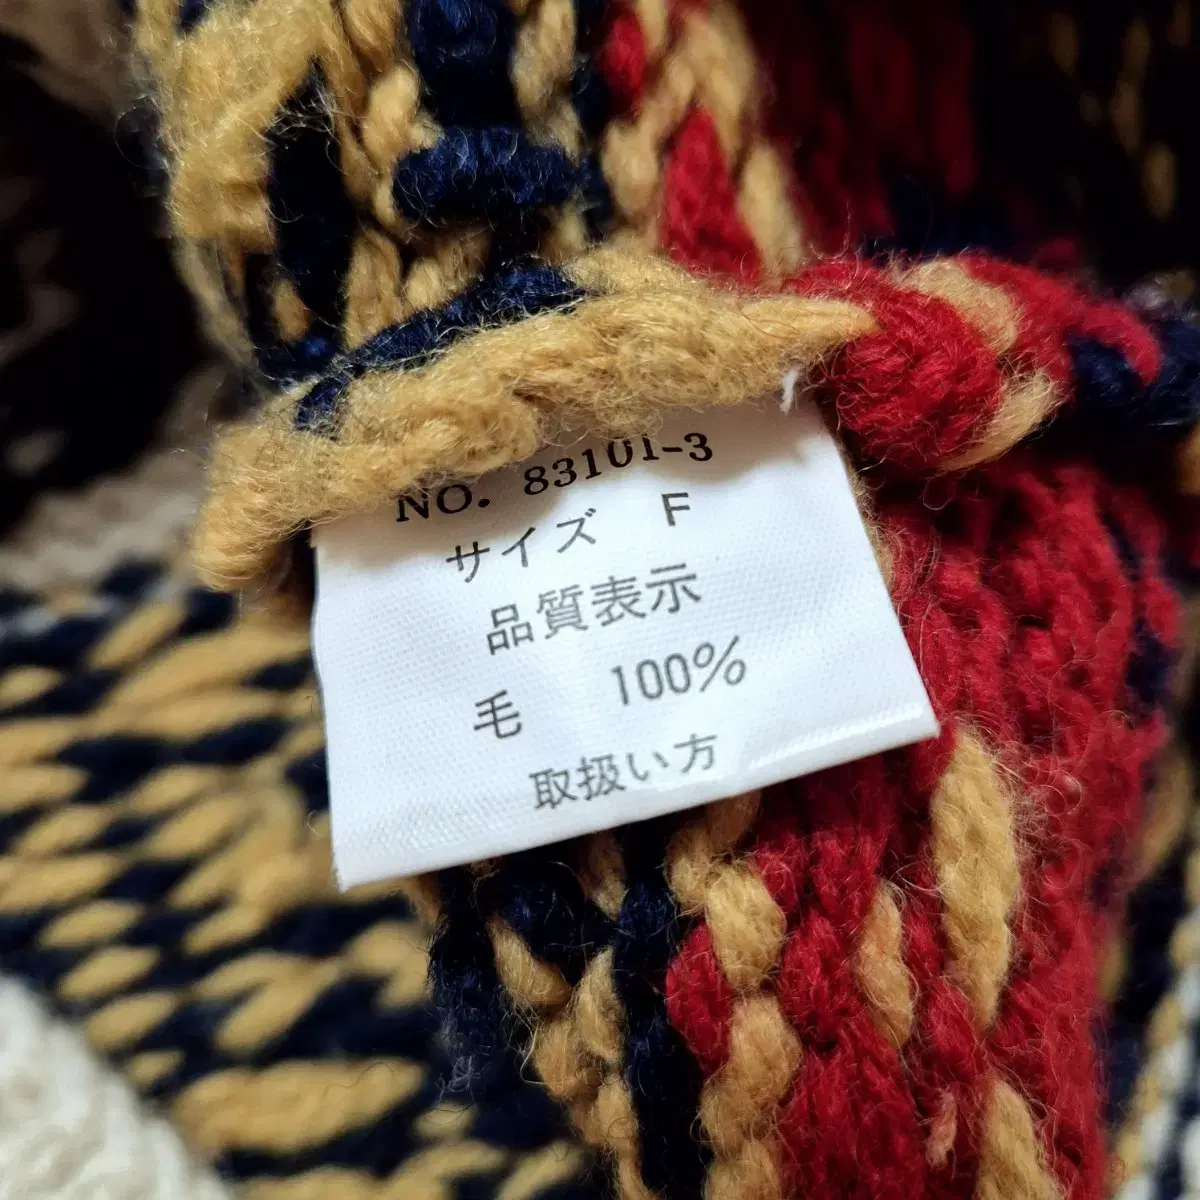 NO. 83101-3
サイズ F
品質表示
毛 100%
取扱い方